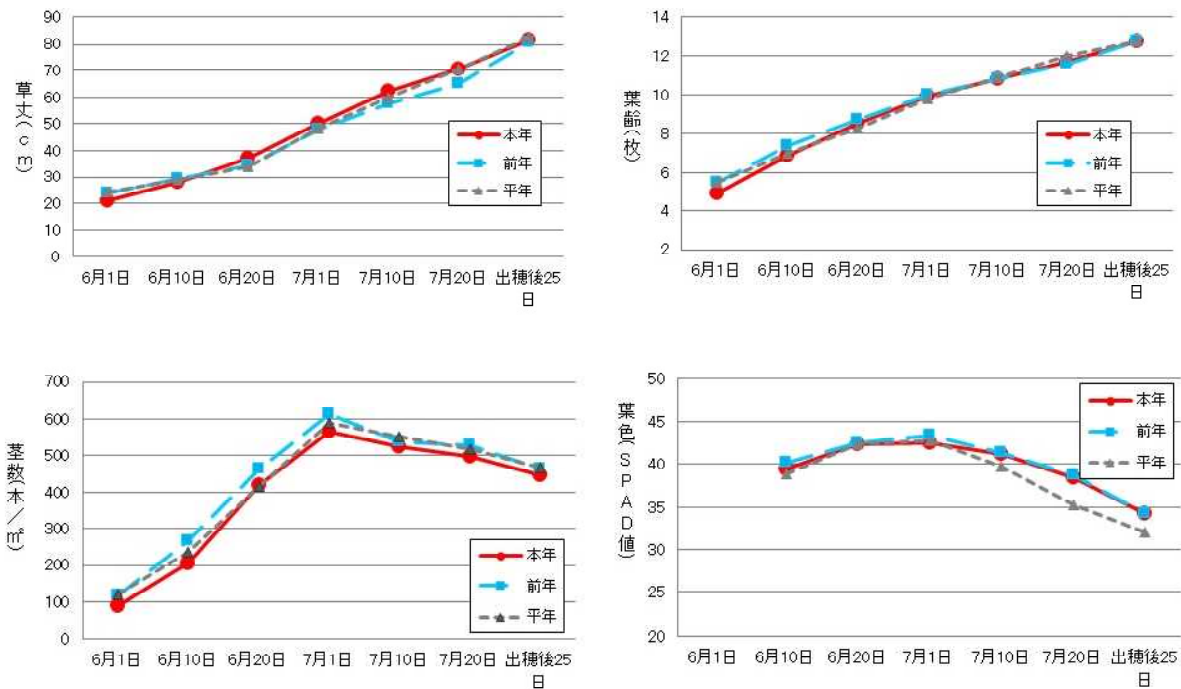 草丈(cm)
90
80
70
60
50
40
30
20
10
0
本年
前年
平年
6月1日 6月10日 6月20日 7月1日 7月10日 7月20日 出穂後25
日
葉齢(枚)
14
12
10
8
6
4
2
本年
前年
平年
6月1日 6月10日 6月20日 7月1日 7月10日 7月20日 出穂後25
日
茎数(本/㎡)
700
600
500
400
300
200
100
0
本年
前年
平年
6月1日 6月10日 6月20日 7月1日 7月10日 7月20日 出穂後25
日
葉色(SPAD値)
50
45
40
35
30
25
20
本年
前年
平年
6月1日 6月10日 6月20日 7月1日 7月10日 7月20日 出穂後25
日